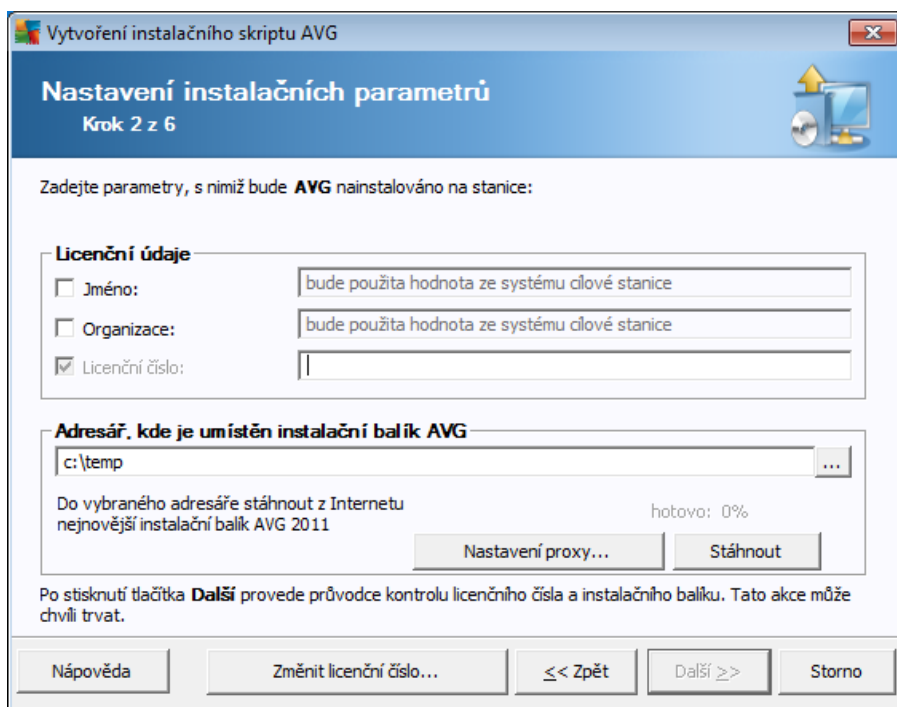 Vytvoření instalačního skriptu AVG
Nastavení instalačních parametrů
Krok 2 z 6
Zadejte parametry, s nimiž bude AVG nainstalováno na stanice:
Licenční údaje
Jméno:
bude použita hodnota ze systému cílové stanice
Organizace:
bude použita hodnota ze systému cílové stanice
Licenční číslo:
Adresář, kde je umístěn instalační balík AVG
c:\temp
...
Do vybraného adresáře stáhnout z Internetu
nejnovější instalační balík AVG 2011
hotovo: 0%
Nastavení proxy...
Stáhnout
Po stisknutí tlačítka Další provede průvodce kontrolu licenčního čísla a instalačního balíku. Tato akce může
chvíli trvat.
Nápověda
Změnit licenční číslo...
<< Zpět
Další >>
Storno